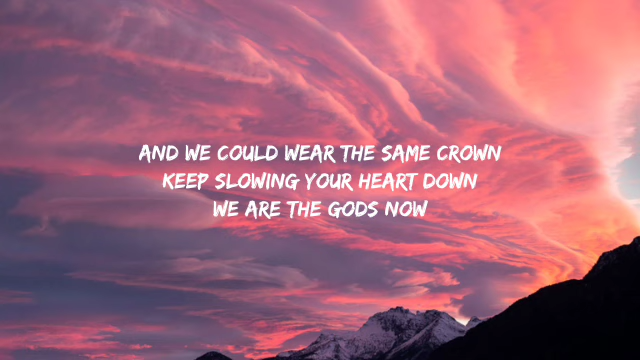 AND WE COULD WEAR THE SAME CROWN
KEEP SLOWING YOUR HEART DOWN
WE ARE THE GODS NOW